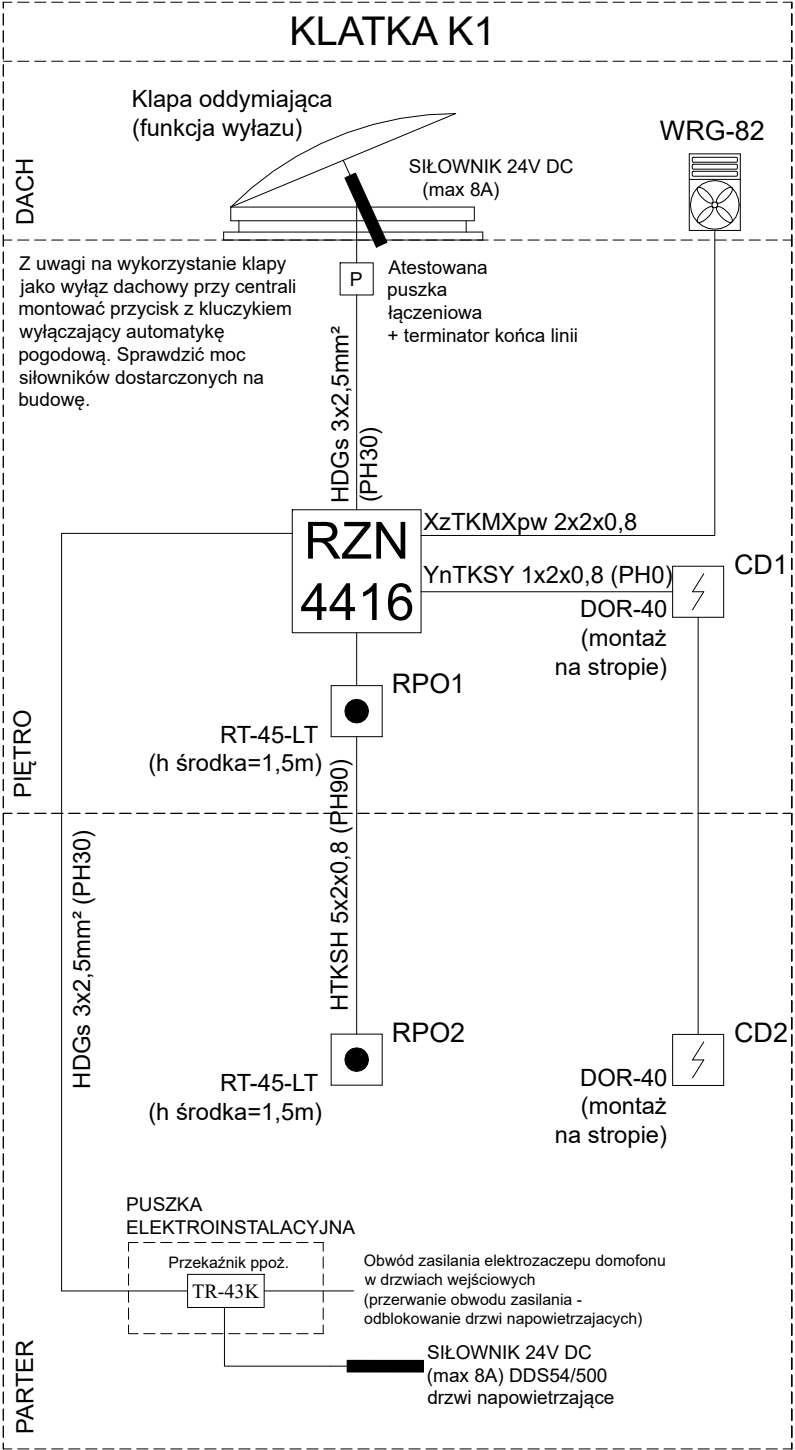 KLATKA K1
DACH
Klapa oddymiająca
(funkcja wyłazu)
SIŁOWNIK 24V DC
(max 8A)
WRG-82
Z uwagi na wykorzystanie klapy
jako wyłąz dachowy przy centrali
montować przycisk z kluczykiem
wyłączający automatykę
pogodową. Sprawdzić moc
siłowników dostarczonych na
budowę.
P
Atestowana
puszka
łączeniowa
+ terminator końca linii
HDGs 3x2,5mm²
(PH30)
RZN
4416
XzTKMXpw 2x2x0,8
YnTKSY 1x2x0,8 (PH0)
CD1
DOR-40
(montaż
na stropie)
RPO1
RT-45-LT
(h środka=1,5m)
PIĘTRO
HDGs 3x2,5mm² (PH30)
HTKSH 5x2x0,8 (PH90)
RPO2
RT-45-LT
(h środka=1,5m)
CD2
DOR-40
(montaż
na stropie)
PUSZKA
ELEKTROINSTALACYJNA
Przekaźnik ppoż.
TR-43K
Obwód zasilania elektrozaczepu domofonu
w drzwiach wejściowych
(przerwanie obwodu zasilania -
odblokowanie drzwi napowietrzajacych)
SIŁOWNIK 24V DC
(max 8A) DDS54/500
drzwi napowietrzające
PARTER